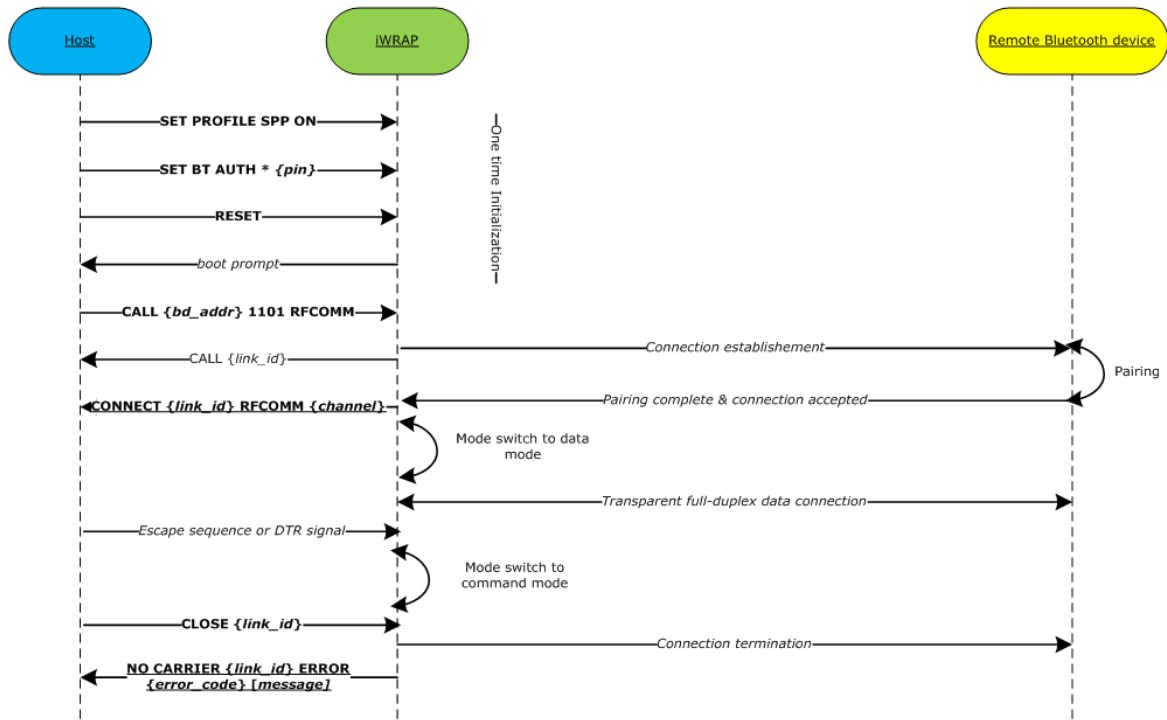 Host
iWRAP
Remote Bluetooth device
SET PROFILE SPP ON
SET BT AUTH * {pin}
RESET
boot prompt
One time Initialization
CALL {bd_addr} 1101 RFCOMM
Connection establishement
CALL {link_id}
Pairing
Pairing complete & connection accepted
CONNECT {link_id} RFCOMM {channel}
Mode switch to data
mode
Transparent full-duplex data connection
Escape sequence or DTR signal
Mode switch to
command mode
CLOSE {link_id}
Connection termination
NO CARRIER {link_id} ERROR
{error_code} [message]